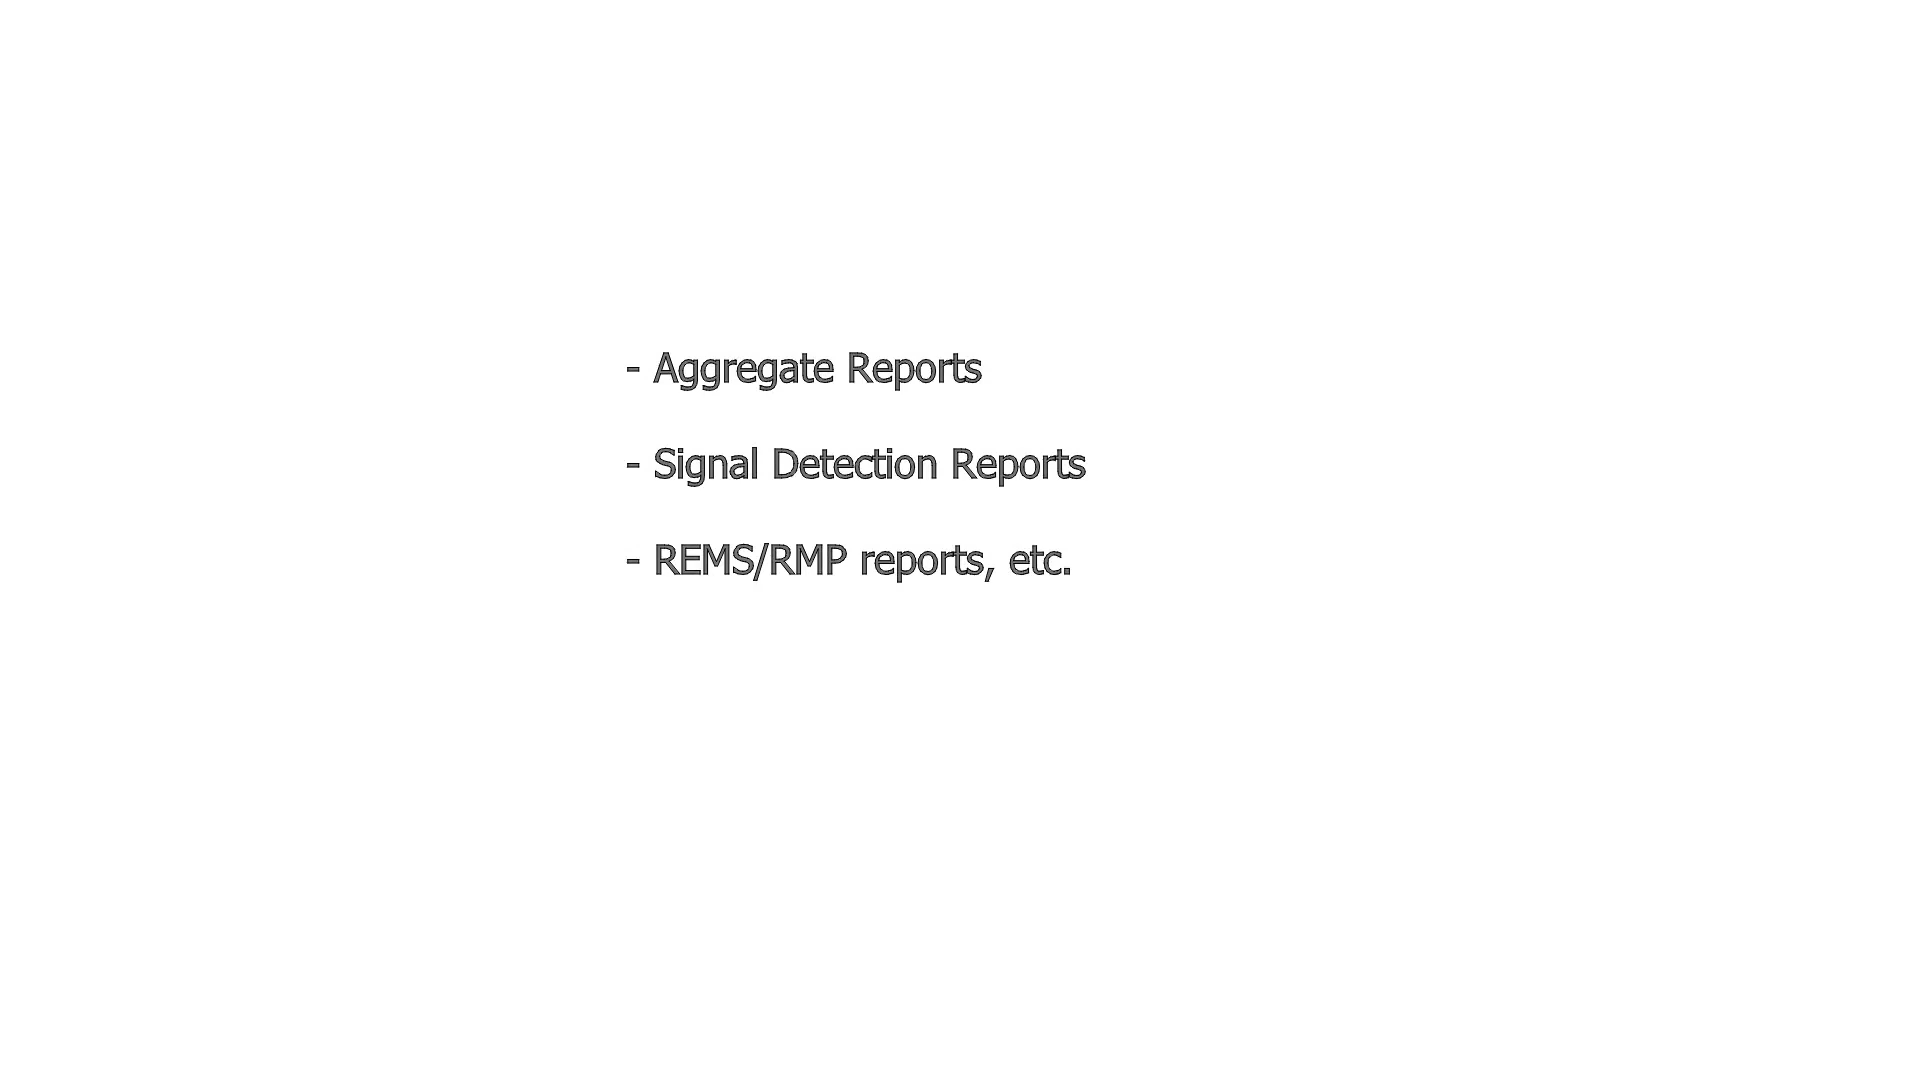 - Aggregate Reports
- Signal Detection Reports
- REMS/RMP reports, etc.